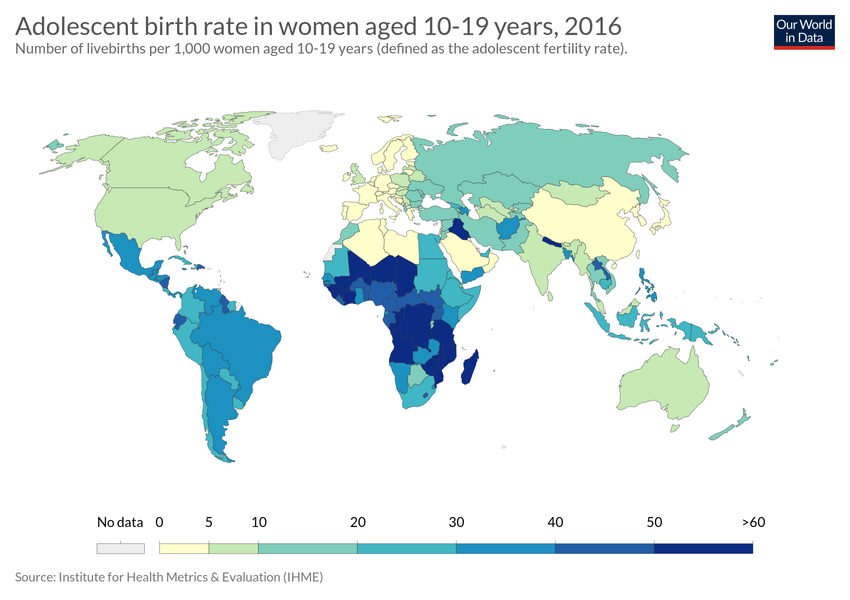 Adolescent birth rate in women aged 10-19 years, 2016
Number of livebirths per 1,000 women aged 10-19 years (defined as the adolescent fertility rate).
Our World
in Data
No data 0 5 10 20 30 40 50 >60
Source: Institute for Health Metrics & Evaluation (IHME)